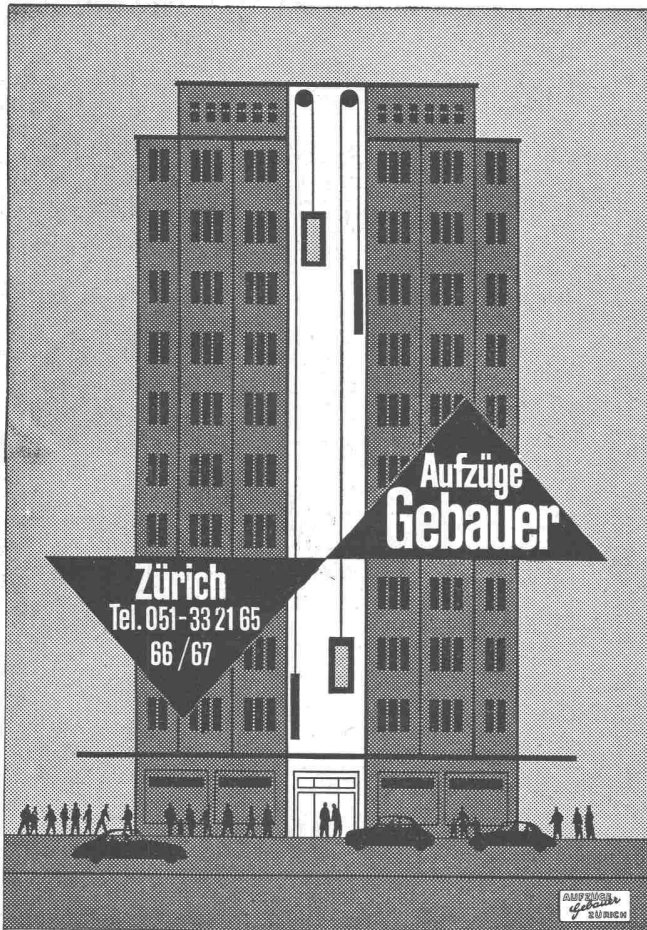 Aufzüge
Gebauer
Zürich
Tel. 051-33 21 65
66/67
AUFZÜGE
Gebauer
ZÜRICH